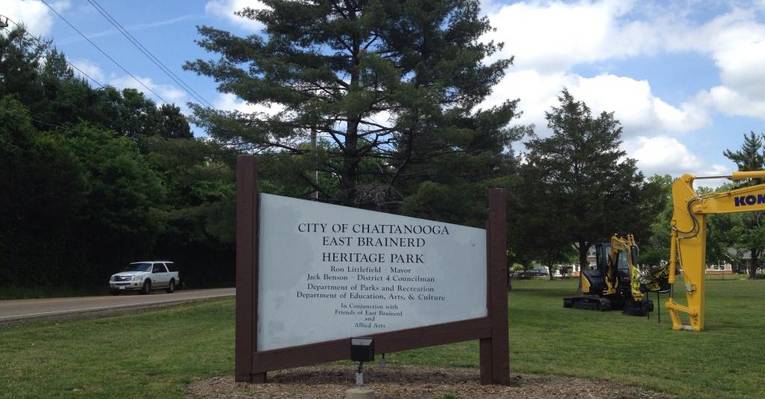 CITY OF CHATTANOOGA
EAST BRAINERD
HERITAGE PARK
Ron Littlefield - Mayor
Jack Benson - District 4 Councilman
Department of Parks and Recreation
Department of Education, Arts, & Culture
In Conjunction with
Friends of East Brainerd
and
Allied Arts
KOM